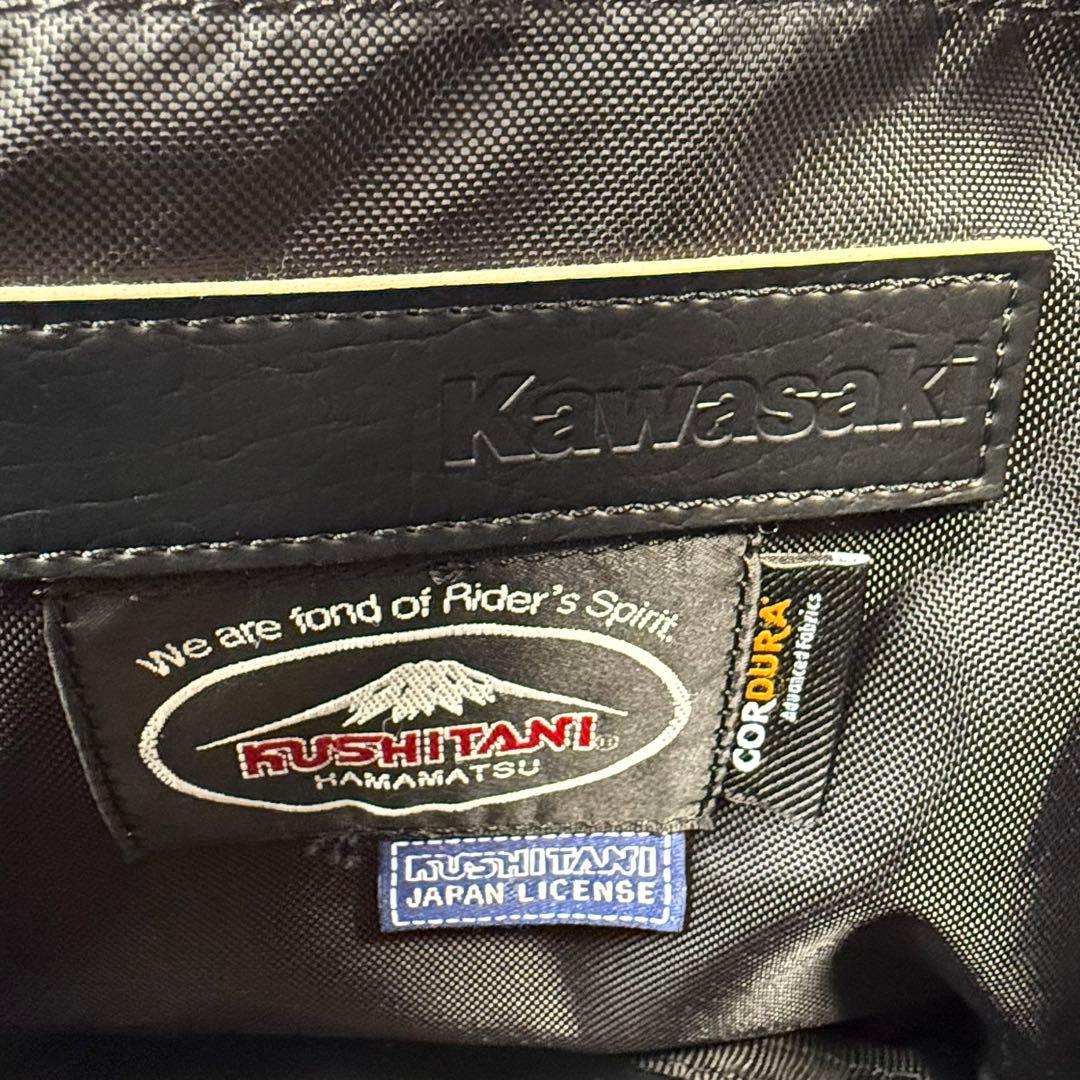 Kawasaki
We are fond of Rider's Spirit.
KUSHITANI®
HAMAMATSU
CORDURA®
Advanced Fabrics
KUSHITANI
JAPAN LICENSE